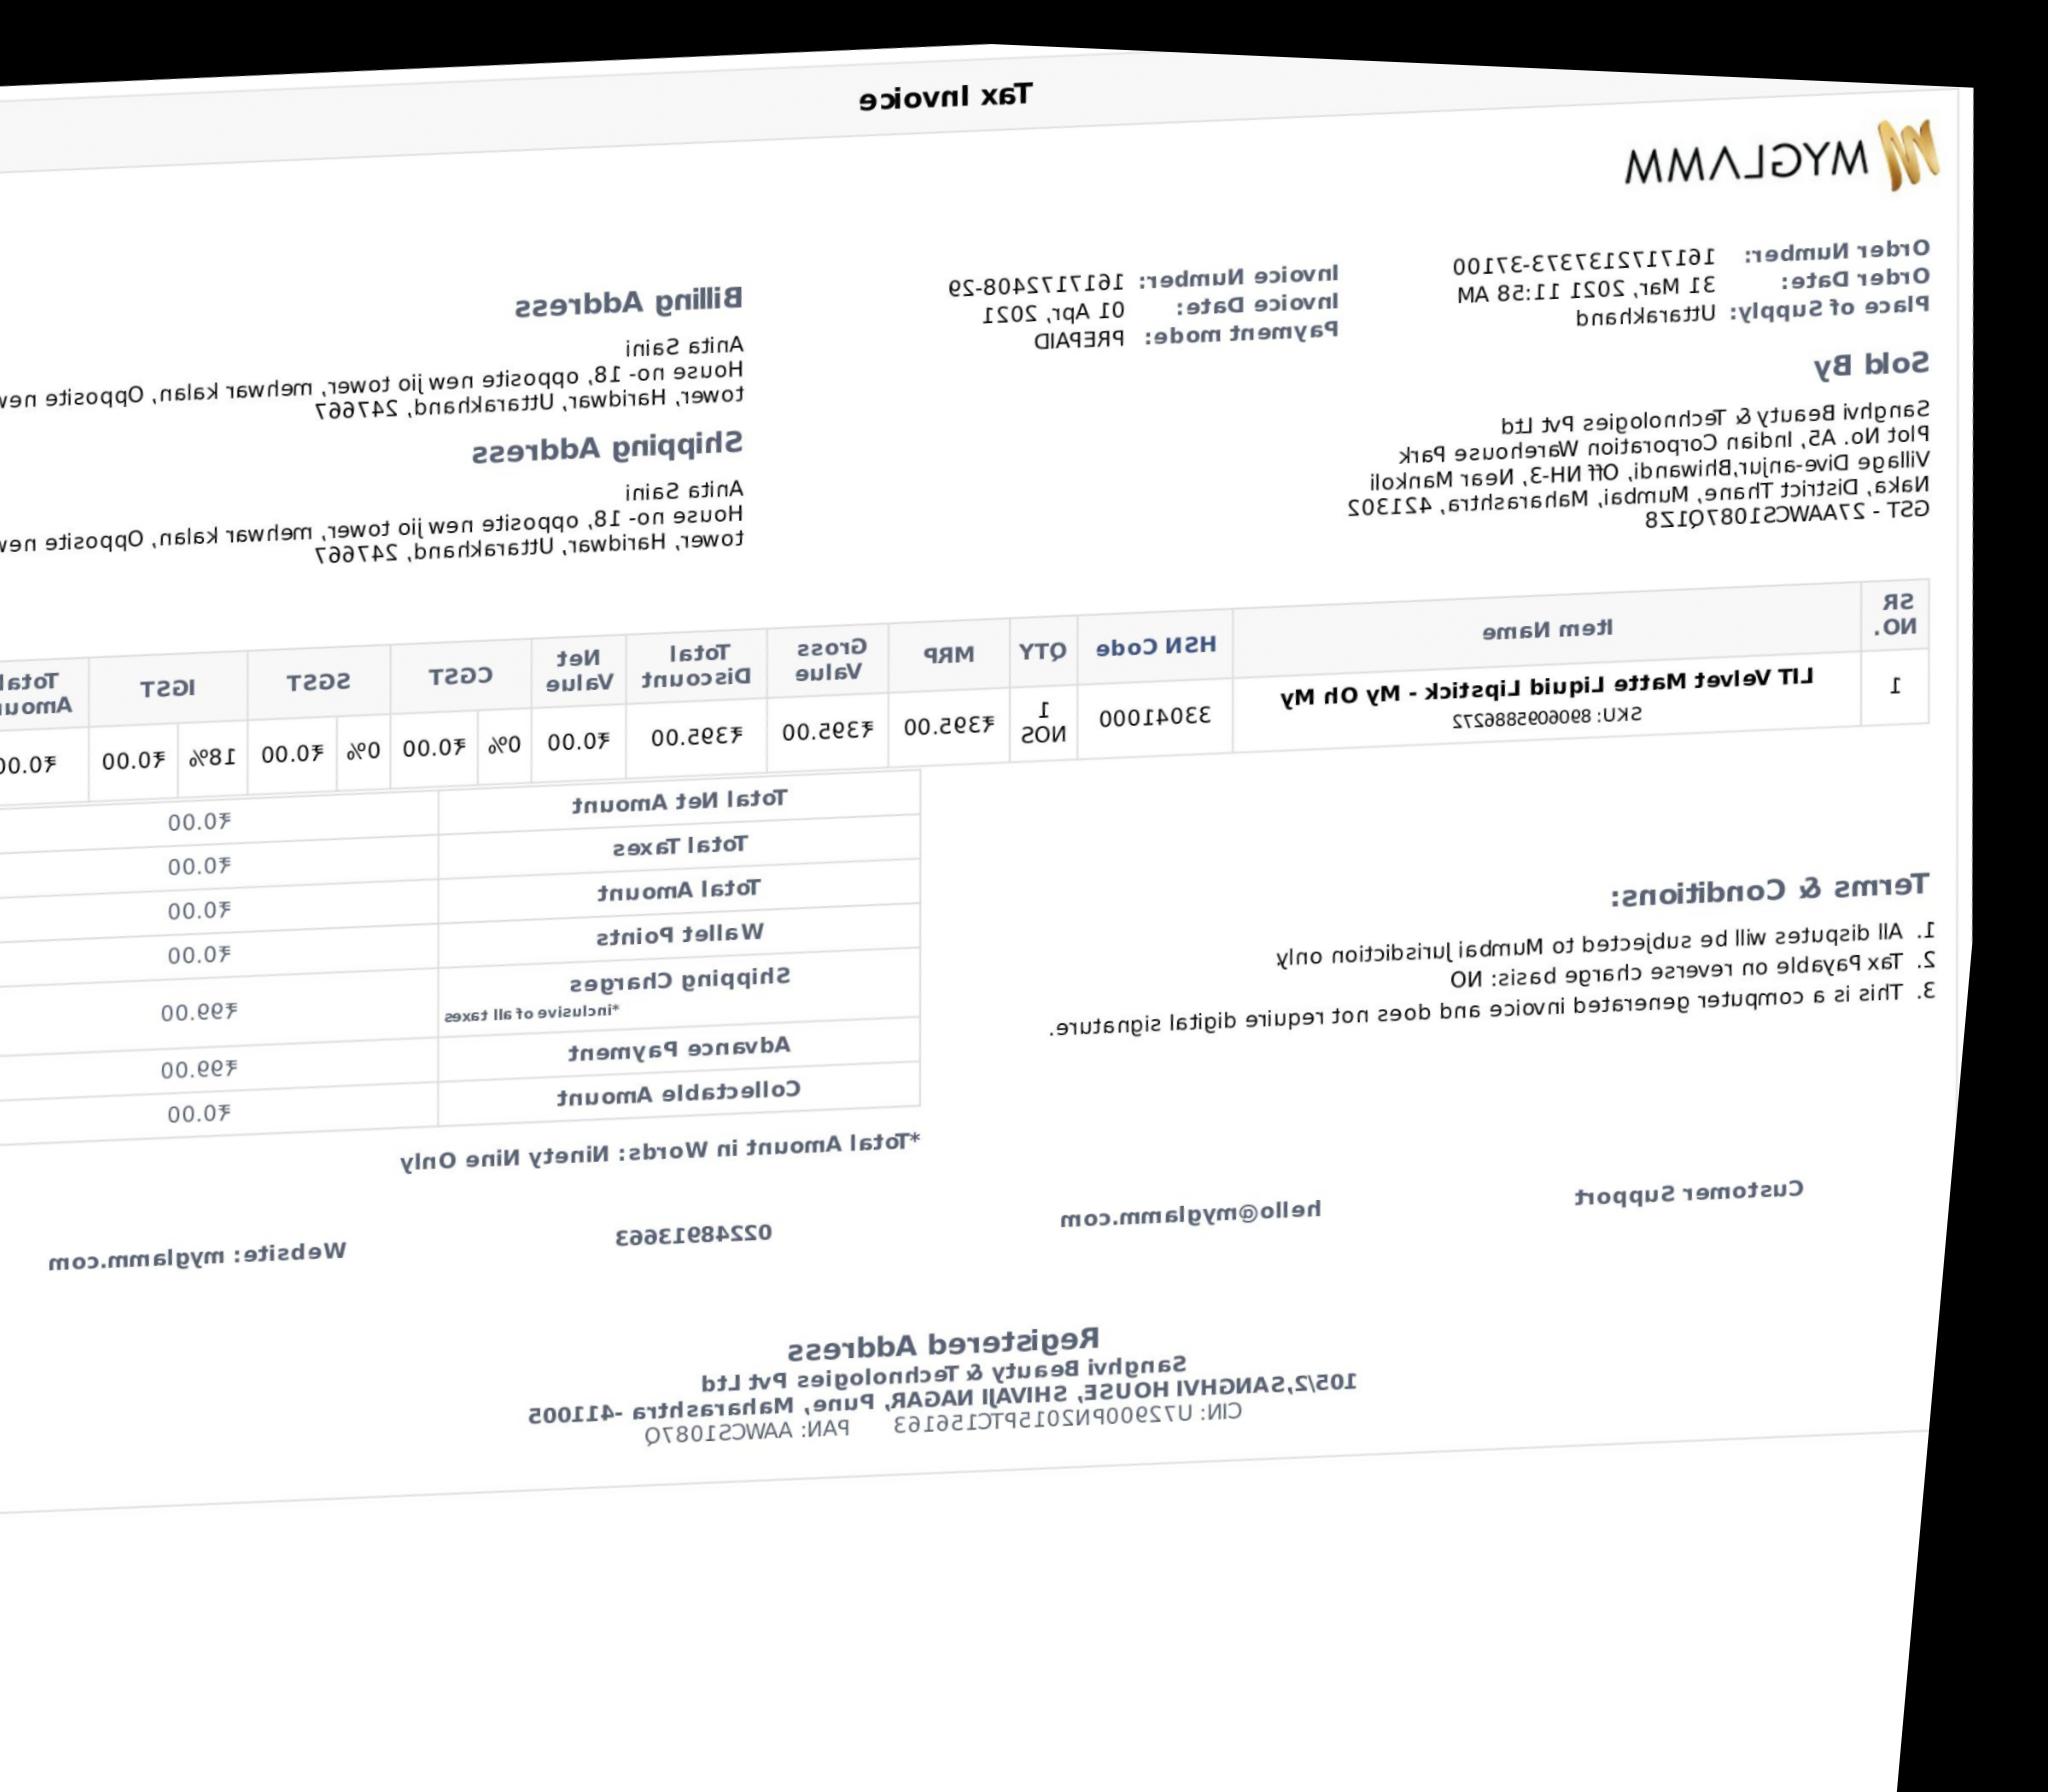 Tax Invoice
MYGLAMM
Order Number: 1617172137373-37100
Order Date: 31 Mar, 2021 11:58 AM
Place of Supply: Uttarakhand
Invoice Number: 1617172408-29
Invoice Date: 01 Apr, 2021
Payment mode: PREPAID
Sold By
Sanghvi Beauty & Technologies Pvt Ltd
Plot No. A5, Indian Corporation Warehouse Park
Village Dive-anjur,Bhiwandi, Off NH-3, Near Mankoli
Naka, District Thane, Mumbai, Maharashtra, 421302
GST - 27AAWCS1087Q1Z8
Billing Address
Anita Saini
House no- 18, opposite new jio tower, mehwar kalan, Opposite new
tower, Haridwar, Uttarakhand, 247667
Shipping Address
Anita Saini
House no- 18, opposite new jio tower, mehwar kalan, Opposite new
tower, Haridwar, Uttarakhand, 247667
SR NO. Item Name HSN Code QTY MRP Gross Value Total Discount Net Value CGST SGST IGST Total
1 LIT Velvet Matte Liquid Lipstick - My Oh My 33041000 1 NOS ₹395.00 ₹395.00 ₹395.00 ₹0.00 0% ₹0.00 0% ₹0.00 18% ₹0.00 ₹0.00
SKU: 8906095886272
Total Net Amount ₹0.00
Total Taxes ₹0.00
Total Amount ₹0.00
Wallet Points ₹0.00
Shipping Charges ₹99.00
*inclusive of all taxes
Advance Payment ₹99.00
Collectable Amount ₹0.00
*Total Amount in Words: Ninety Nine Only
Terms & Conditions:
1. All disputes will be subjected to Mumbai Jurisdiction only
2. Tax Payable on reverse charge basis: NO
3. This is a computer generated invoice and does not require digital signature.
Customer Support hello@myglamm.com 02248913663 Website: myglamm.com
Registered Address
Sanghvi Beauty & Technologies Pvt Ltd
105/2,SANGHVI HOUSE, SHIVAJI NAGAR, Pune, Maharashtra -411005
CIN: U72900PN2015PTC156163 PAN: AAWCS1087Q